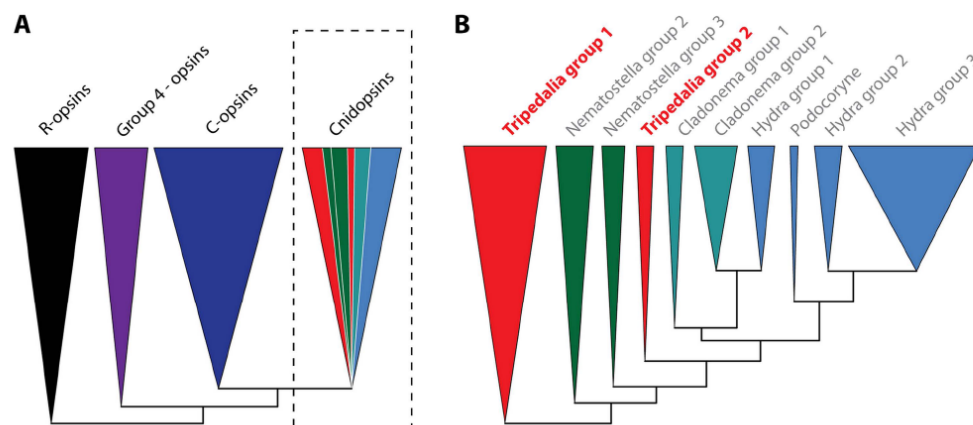 A
R-opsins
Group 4 - opsins
C-opsins
Cnidopsins
B
Tripedalia group 1
Nematostella group 2
Nematostella group 3
Tripedalia group 2
Cladonema group 1
Cladonema group 2
Hydra group 1
Podocoryne
Hydra group 2
Hydra group 3